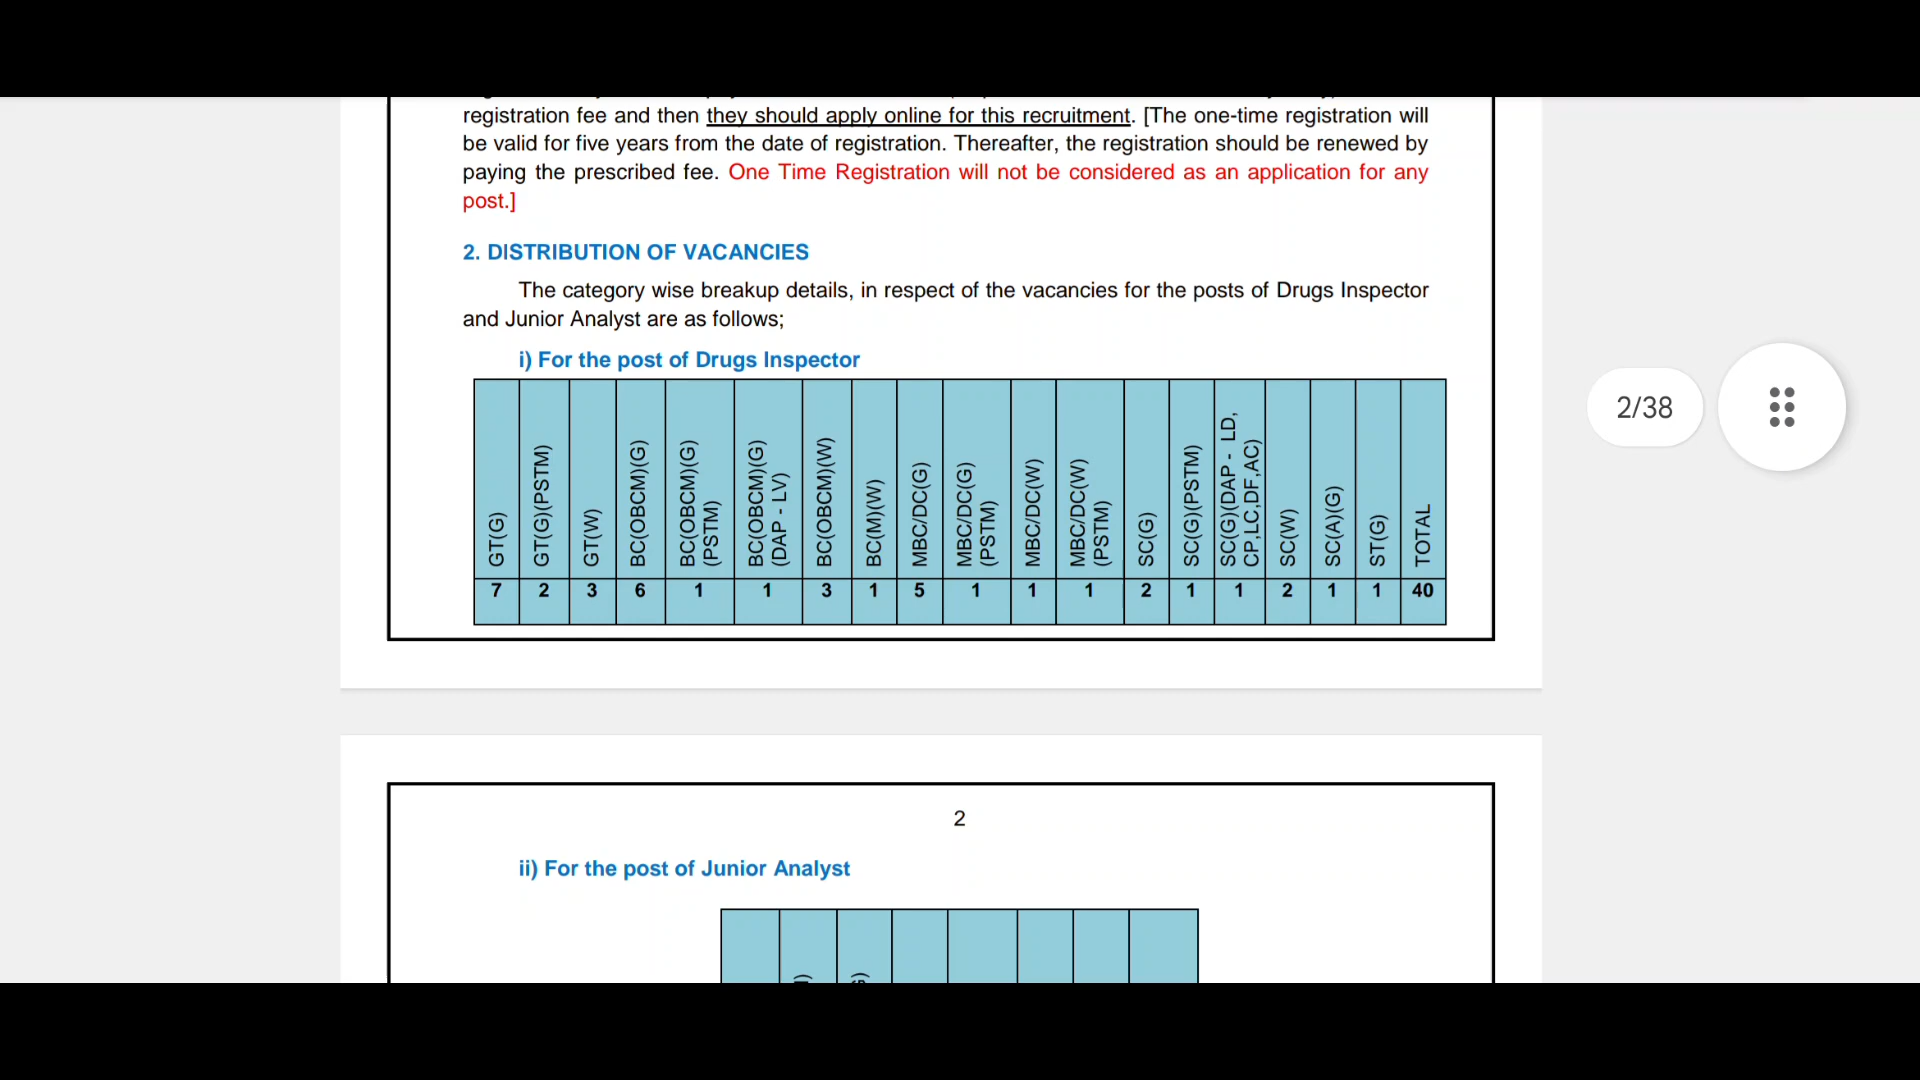 registration fee and then they should apply online for this recruitment. [The one-time registration will
be valid for five years from the date of registration. Thereafter, the registration should be renewed by
paying the prescribed fee. One Time Registration will not be considered as an application for any
post.]
2. DISTRIBUTION OF VACANCIES
The category wise breakup details, in respect of the vacancies for the posts of Drugs Inspector
and Junior Analyst are as follows;
i) For the post of Drugs Inspector
GT(G)
GT(G)(PSTM)
GT(W)
BC(OBCM)(G)
BC(OBCM)(G)
(PSTM)
BC(OBCM)(G)
(DAP - LV)
BC(OBCM)(W)
BC(M)(W)
MBC/DC(G)
MBC/DC(G)
(PSTM)
MBC/DC(W)
MBC/DC(W)
(PSTM)
SC(G)
SC(G)(PSTM)
SC(G)(DAP - LD,
CP,LC,DF,AC)
SC(W)
SC(A)(G)
ST(G)
TOTAL
7 2 3 6 1 1 3 1 5 1 1 1 2 1 1 2 1 1 40
2/38
2
ii) For the post of Junior Analyst